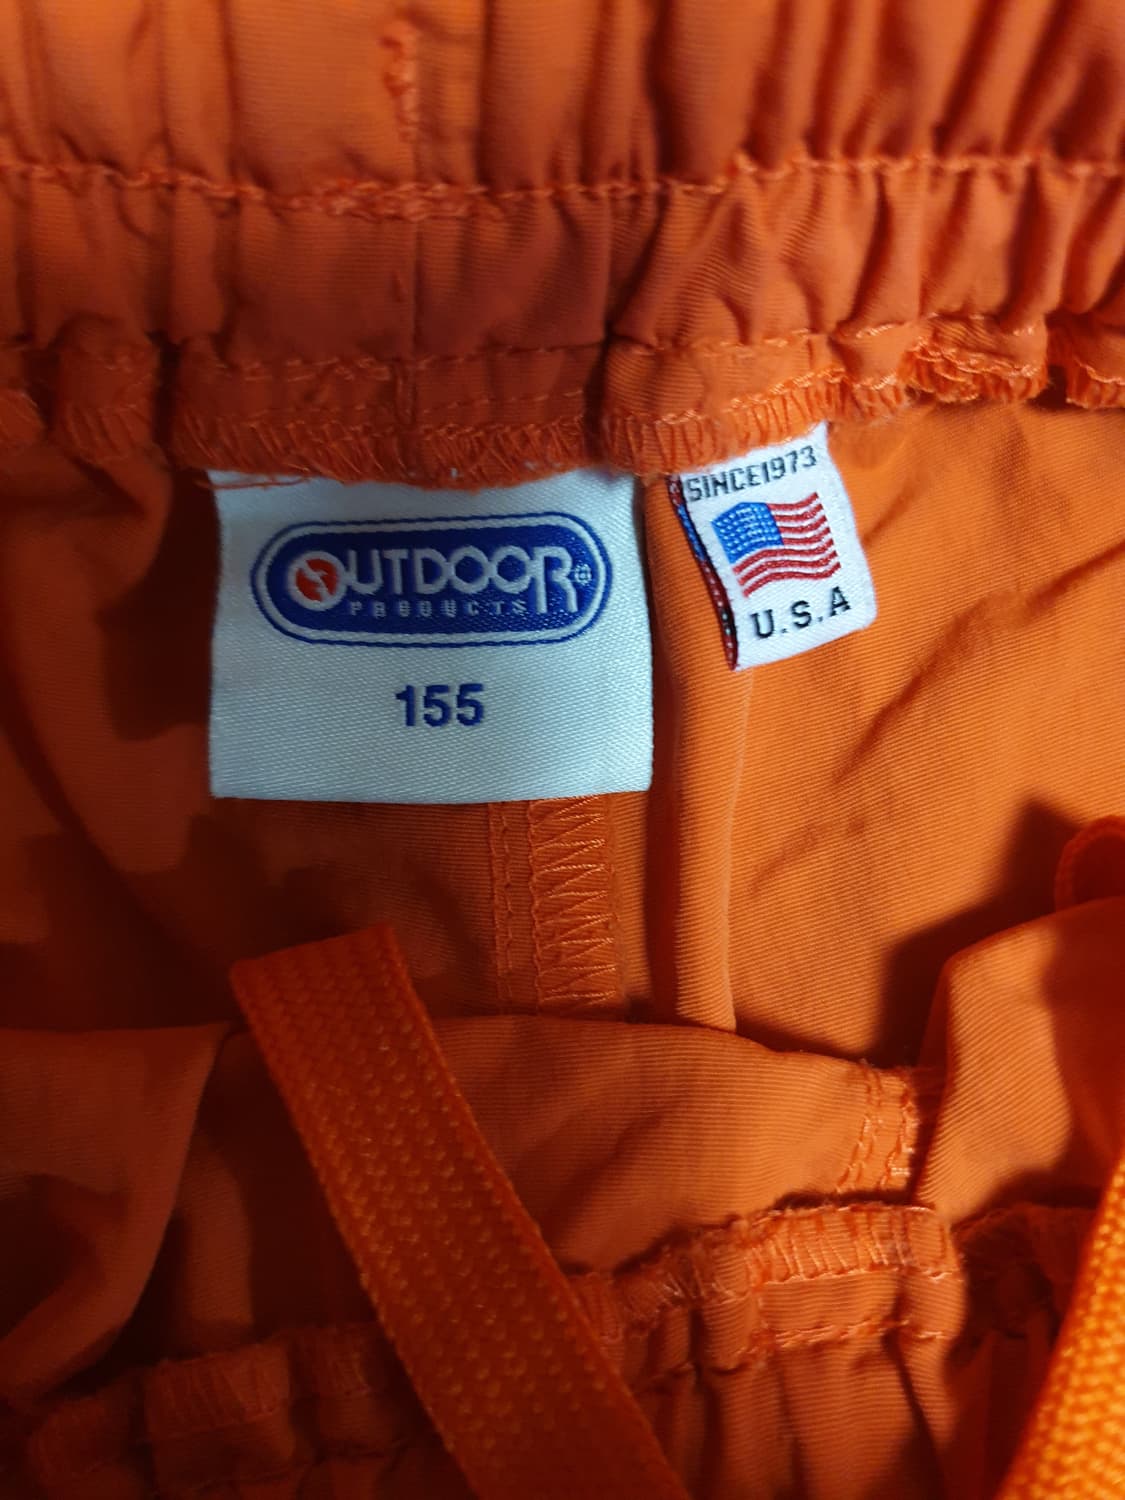 OUTDOOR®
PRODUCTS
155
SINCE1973
U.S.A